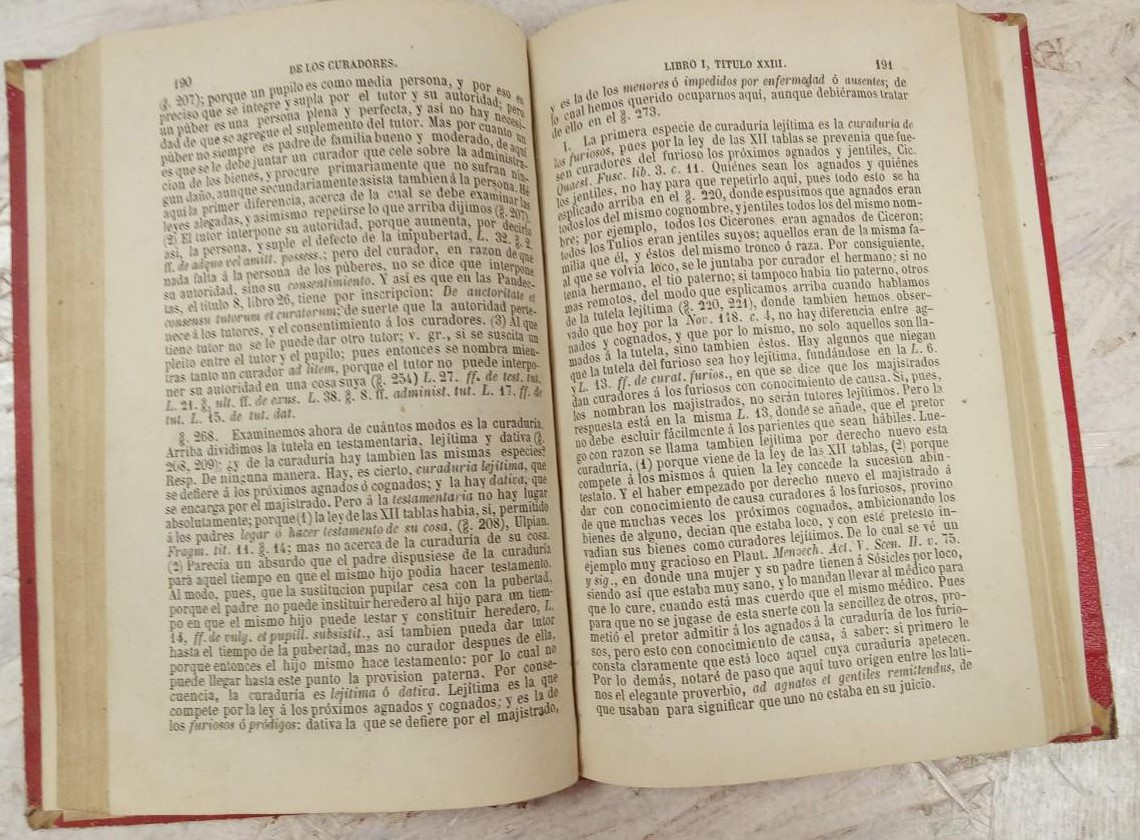 190
DE LOS CURADORES.
(§. 207); porque un pupilo es como media persona, y por eso es
preciso que se integre y supla por el tutor y su autoridad; pero
un púber es una persona plena y perfecta, y así no hay necesi-
dad de que se agregue el suplemento del tutor. Mas por cuanto un
púber no siempre es padre de familia bueno y moderado, de aquí
es que se le debe juntar un curador que cele sobre la administra-
cion de los bienes, y procure primariamente que no sufran nin-
gun daño, aunque secundariamente asista tambien á la persona. Hé
aquí la primer diferencia, acerca de la cual se debe examinar las
leyes alegadas, y asimismo repetirse lo que arriba dijimos (§. 207).
(2) El tutor interpone su autoridad, porque aumenta, por decirlo
así, la persona, y suple el defecto de la impubertad, L. 32. §. 2.
ff. de adquo vel amitt. possess.; pero del curador, en razon de que
nada falta á la persona de los púberes, no se dice que interpone
su autoridad, sino su consentimiento. Y así es que en las Pandec-
tas, el título 8, libro 26, tiene por inscripcion: De auctoritate et
consensu tutorum et curatorum; de suerte que la autoridad perte-
nece á los tutores, y el consentimiento á los curadores. (3) Al que
tiene tutor no se le puede dar otro tutor; v. gr., si se suscita un
pleito entre el tutor y el pupilo; pues entonces se nombra mien-
tras tanto un curador ad litem, porque el tutor no puede interpo-
ner su autoridad en una cosa suya (§. 254) L. 27. ff. de test. tut.
L. 21. §. ult. ff. de exus. L. 38. §. 8. ff. administ. tut. L. 17. ff. de
tut. L. 15. de tut. dat.
§. 268. Examinemos ahora de cuántos modos es la curaduría.
Arriba dividimos la tutela en testamentaria, lejítima y dativa (§.
208, 209); ¿y de la curaduría hay tambien las mismas especies?
Resp. De ninguna manera. Hay, es cierto, curaduría lejítima, que
se defiere á los próximos agnados ó cognados; y la hay dativa, que
se encarga por el majistrado. Pero á la testamentaria no hay lugar
absolutamente; porque (1) la ley de las XII tablas habia, sí, permitido
á los padres legar ó hacer testamento de su cosa, (§. 208), Ulpian.
Fragm. tit. 11. §. 14; mas no acerca de la curaduría de su cosa.
(2) Parecia un absurdo que el padre dispusiese de la curaduría
para aquel tiempo en que el mismo hijo podia hacer testamento.
Al modo, pues, que la sustitucion pupilar cesa con la pubertad,
porque el padre no puede instituir heredero al hijo para un tiem-
po en que el mismo hijo puede testar y constituir heredero, L.
14, ff. de vulg. et pupill. subsistit., así tambien pueda dar tutor
hasta el tiempo de la pubertad, mas no curador despues de ella,
porque entonces el hijo mismo hace testamento: por lo cual no
puede llegar hasta este punto la provision paterna. Por conse-
cuencia, la curaduría es lejítima ó dativa. Lejítima es la que
compete por la ley á los próximos agnados y cognados; y es la de
los furiosos ó pródigos: dativa la que se defiere por el majistrado,
LIBRO I, TITULO XXIII.
191
y es la de los menores ó impedidos por enfermedad ó ausentes; de
lo cual hemos querido ocuparnos aquí, aunque debiéramos tratar
de ello en el §. 273.
I. La primera especie de curaduría lejítima es la curaduría de
los furiosos, pues por la ley de las XII tablas se prevenia que fue-
sen curadores del furioso los próximos agnados y jentiles, Cic.
Quaest. Fusc. lib. 3. c. 11. Quiénes sean los agnados y quiénes
los jentiles, no hay para que repetirlo aquí, pues todo esto se ha
esplicado arriba en el §. 220, donde espusimos que agnados eran
todos los del mismo cognombre, y jentiles todos los del mismo nom-
bre; por ejemplo, todos los Cicerones eran agnados de Ciceron;
todos los Tulios eran jentiles suyos; aquellos eran de la misma fa-
milia que él, y éstos del mismo tronco ó raza. Por consiguiente,
al que se volvia loco, se le juntaba por curador el hermano; si no
tenia hermano, el tio paterno; si tampoco habia tio paterno, otros
mas remotos, del modo que esplicamos arriba cuando hablamos
de la tutela lejítima (§. 220, 221), donde tambien hemos obser-
vado que hoy por la Nov. 118. c. 4, no hay diferencia entre ag-
nados y cognados, y que por lo mismo, no solo aquellos son lla-
mados á la tutela, sino tambien éstos. Hay algunos que niegan
que la tutela del furioso sea hoy lejítima, fundándose en la L. 6.
y L. 13. ff. de curat. furios., en que se dice que los majistrados
dan curadores á los furiosos con conocimiento de causa. Si, pues,
los nombran los majistrados, no serán tutores lejítimos. Pero la
respuesta está en la misma L. 13, donde se añade, que el pretor
no debe escluir fácilmente á los parientes que sean hábiles. Lue-
go con razon se llama tambien lejítima por derecho nuevo esta
curaduría, (1) porque viene de la ley de las XII tablas, (2) porque
compete á los mismos á quien la ley concede la sucesion abin-
testato. Y el haber empezado por derecho nuevo el majistrado á
dar con conocimiento de causa curadores á los furiosos, provino
de que muchas veces los próximos cognados, ambicionando los
bienes de alguno, decian que estaba loco, y con esté pretesto in-
vadian sus bienes como curadores lejítimos. De lo cual se vé un
ejemplo muy gracioso en Plaut. Menaech. Act. V. Scen. II. v. 75.
y sig., en donde una mujer y su padre tienen á Sósicles por loco,
siendo así que estaba muy sano, y lo mandan llevar al médico para
que lo cure, cuando está mas cuerdo que el mismo médico. Pues
para que no se jugase de esta suerte con la sencillez de otros, pro-
metió el pretor admitir á los agnados á la curaduría de los furio-
sos, pero esto con conocimiento de causa, á saber: si primero le
consta claramente que está loco aquel cuya curaduría apetecen.
Por lo demás, notaré de paso que aquí tuvo origen entre los lati-
nos el elegante proverbio, ad agnatos et gentiles remittendus, de
que usaban para significar que uno no estaba en su juicio.